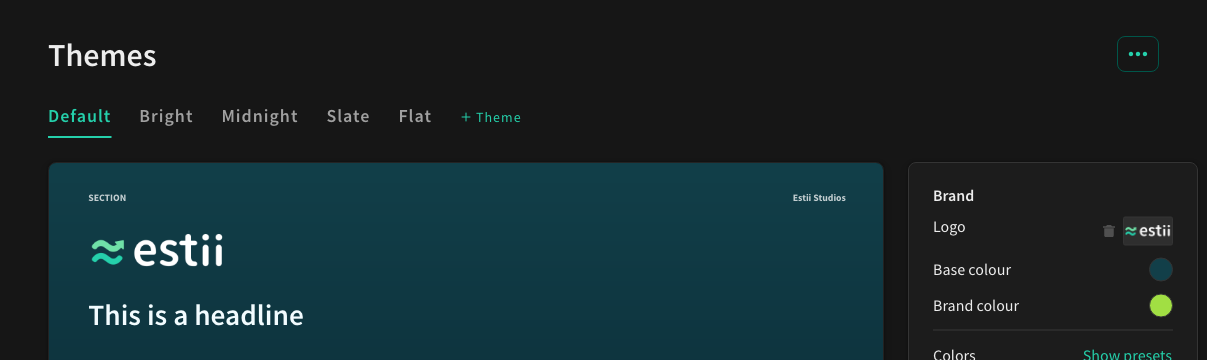 Themes
Default Bright Midnight Slate Flat + Theme
SECTION Estii Studios
estii
This is a headline
Brand
Logo estii
Base colour
Brand colour
Colors Show presets